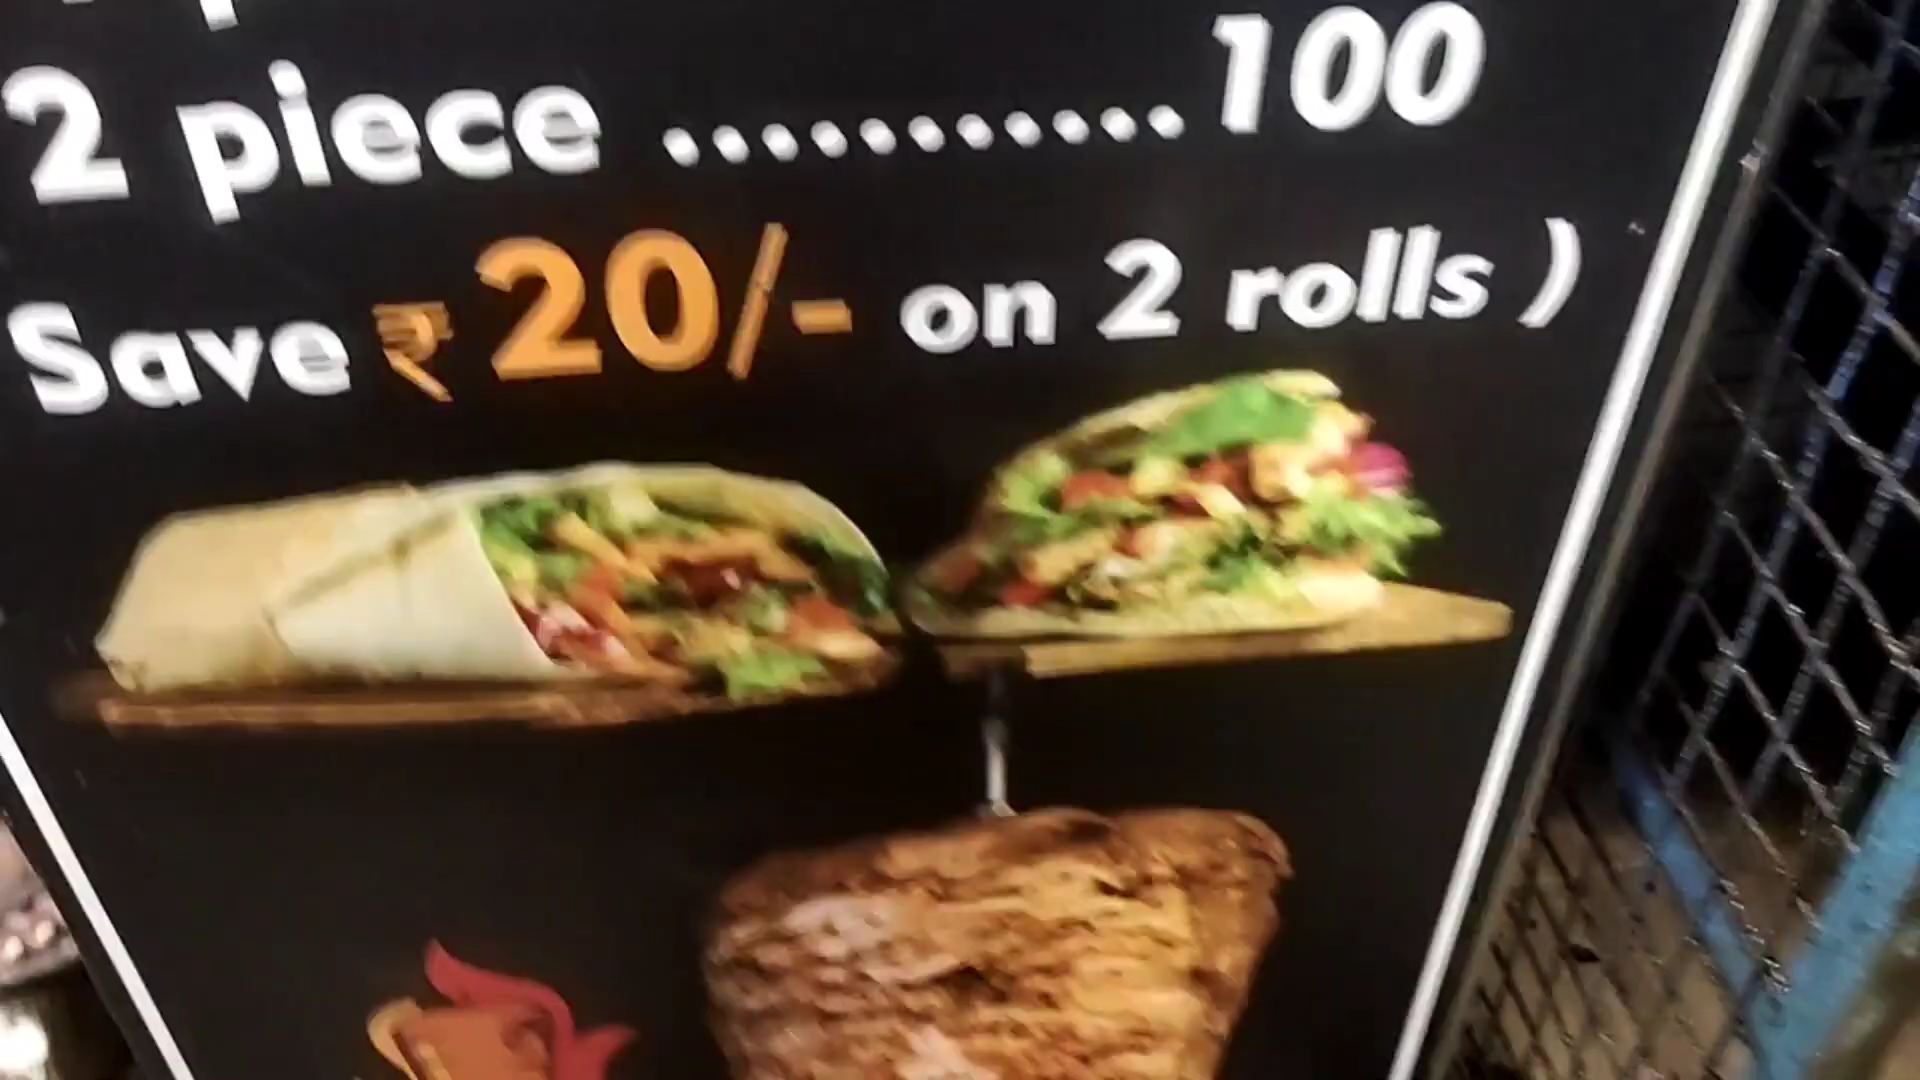 2 piece ...........100
Save ₹20/- on 2 rolls )